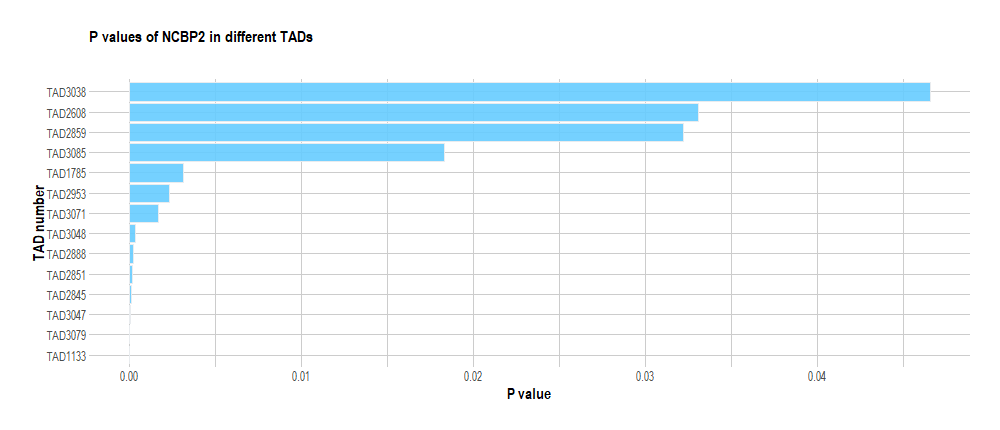 P values of NCBP2 in different TADs
TAD number
TAD3038
TAD2608
TAD2859
TAD3085
TAD1785
TAD2953
TAD3071
TAD3048
TAD2888
TAD2851
TAD2845
TAD3047
TAD3079
TAD1133
0.00 0.01 0.02 0.03 0.04
P value